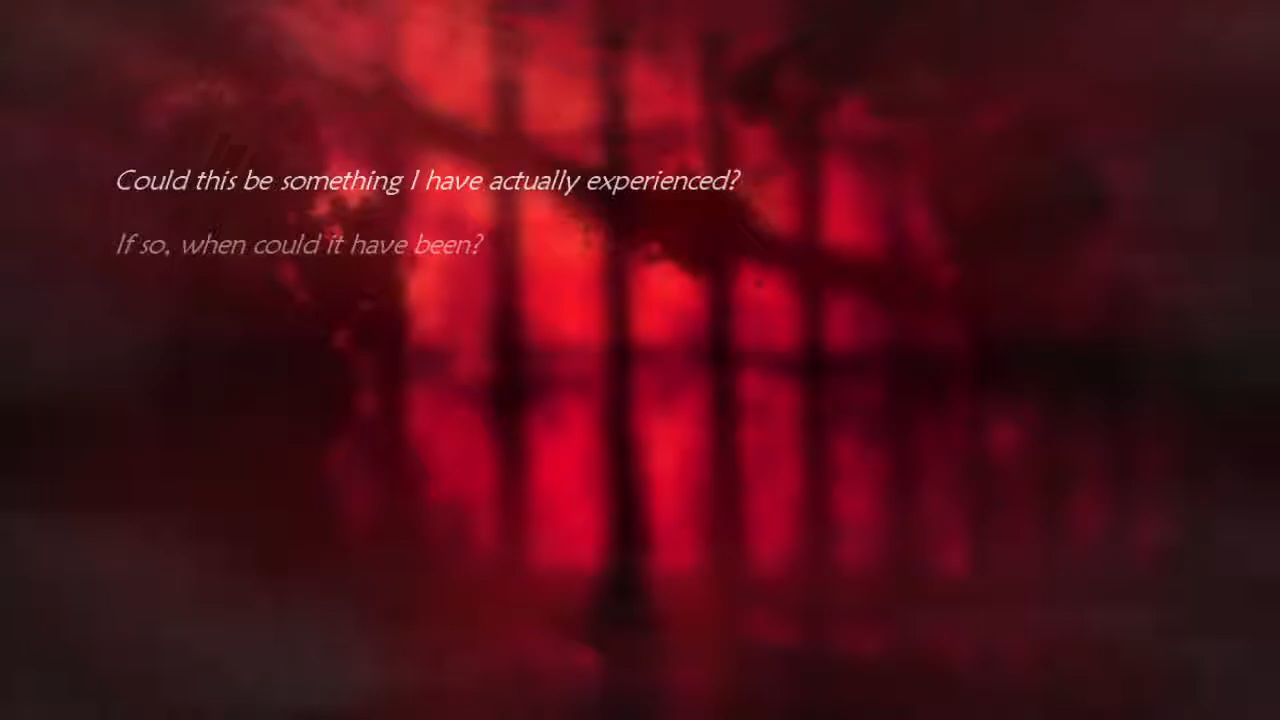 Could this be something I have actually experienced?
If so, when could it have been?